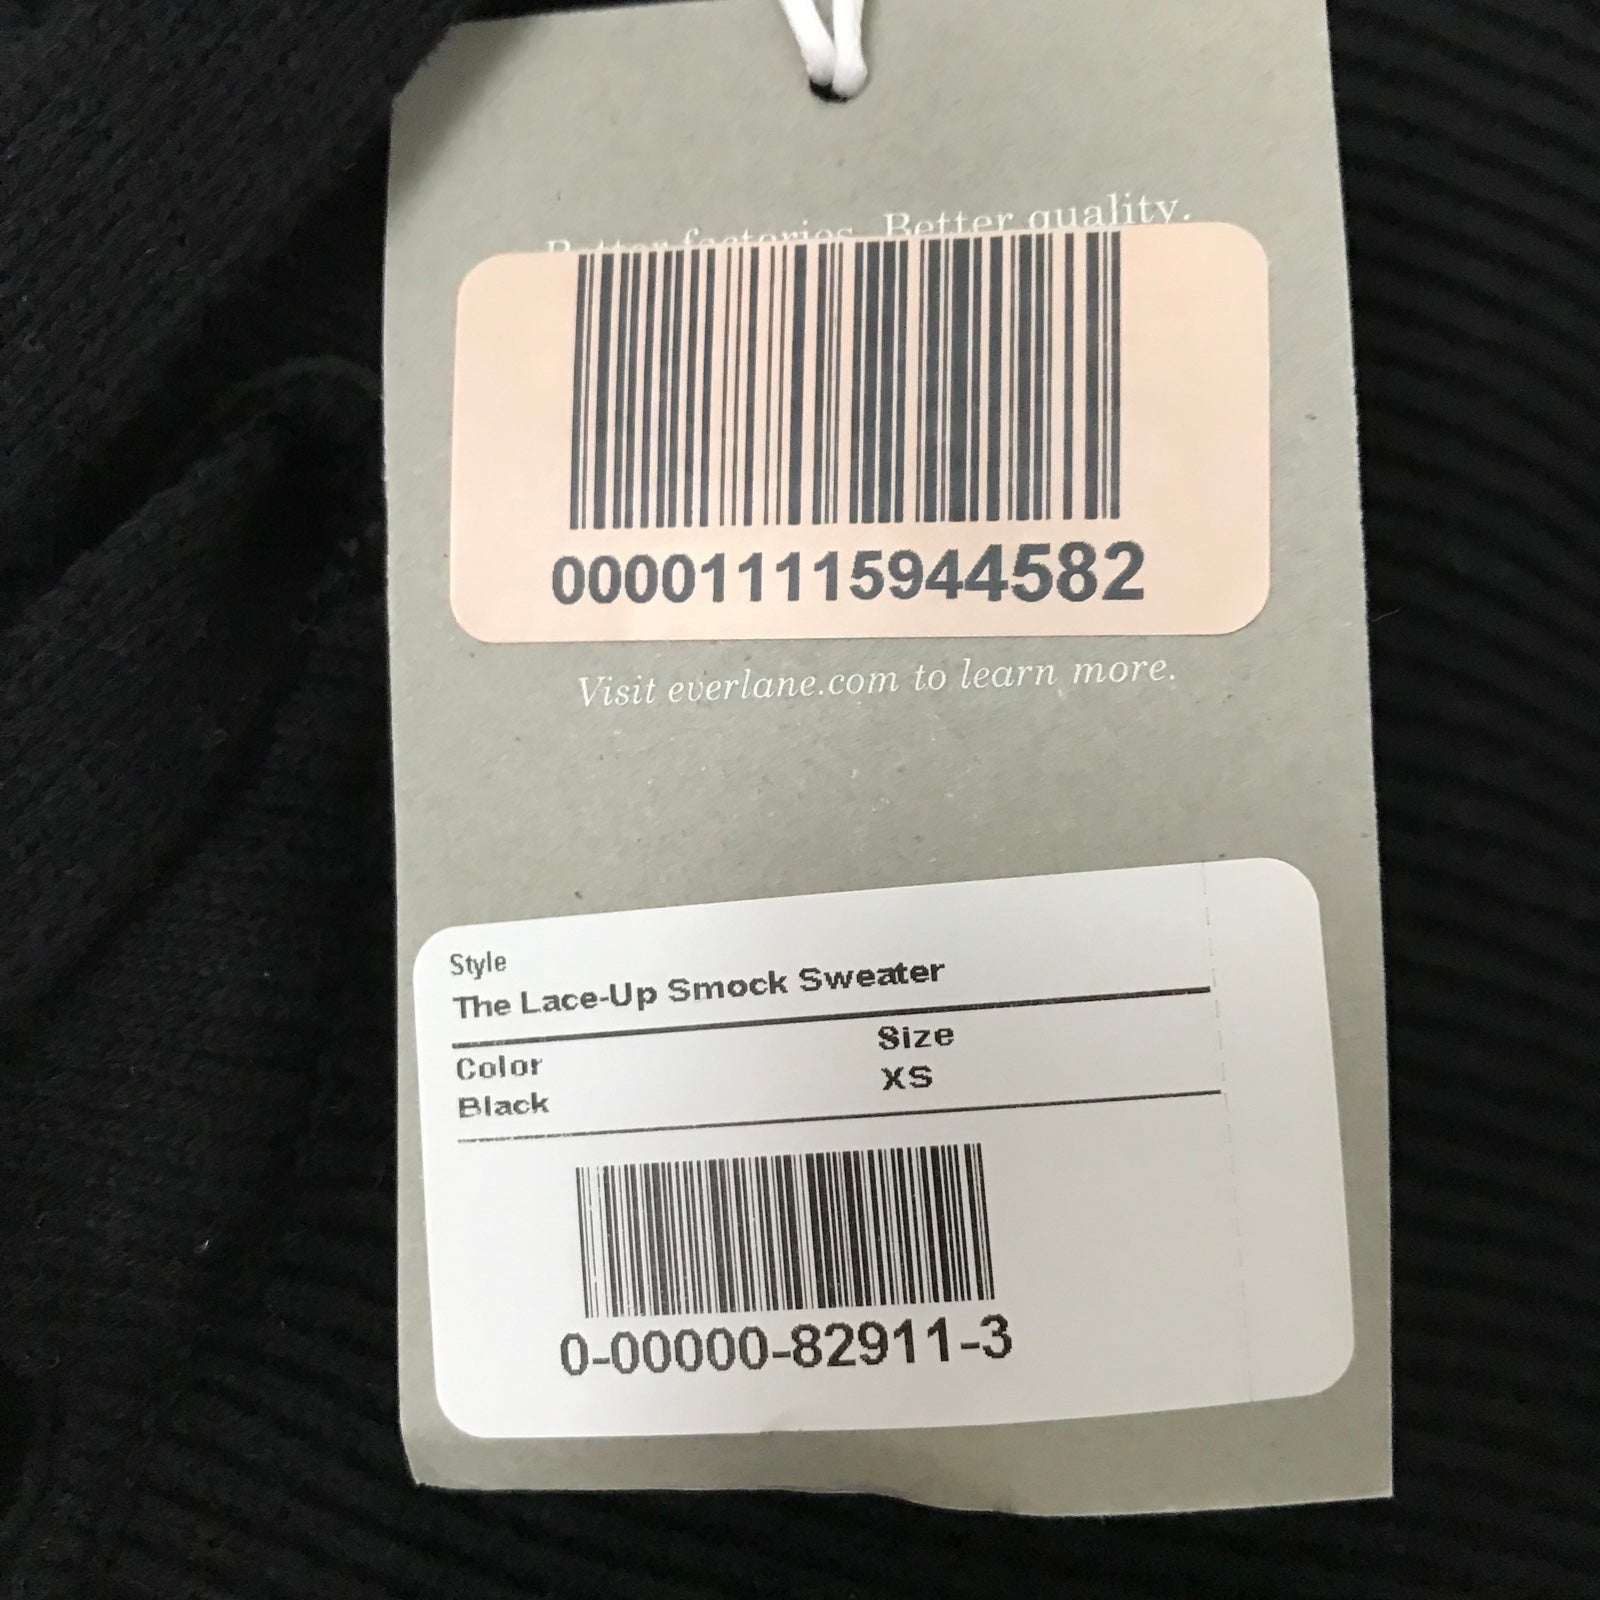 Better factories. Better quality.
000011115944582
Visit everlane.com to learn more.
Style
The Lace-Up Smock Sweater
Color Size
Black XS
0-00000-82911-3